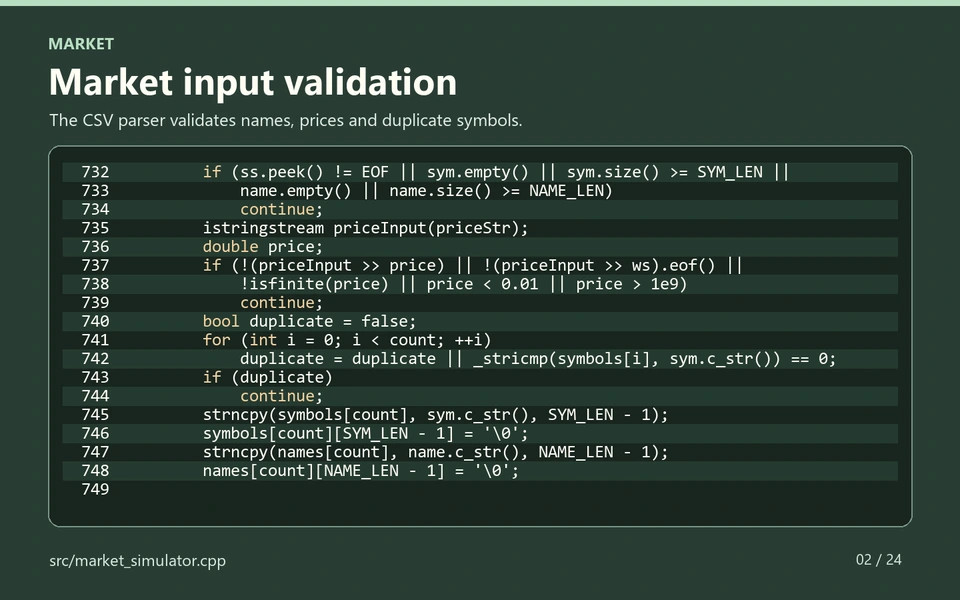 MARKET
Market input validation
The CSV parser validates names, prices and duplicate symbols.
732 if (ss.peek() != EOF || sym.empty() || sym.size() >= SYM_LEN ||
733 name.empty() || name.size() >= NAME_LEN)
734 continue;
735 istringstream priceInput(priceStr);
736 double price;
737 if (!(priceInput >> price) || !(priceInput >> ws).eof() ||
738 !isfinite(price) || price < 0.01 || price > 1e9)
739 continue;
740 bool duplicate = false;
741 for (int i = 0; i < count; ++i)
742 duplicate = duplicate || _stricmp(symbols[i], sym.c_str()) == 0;
743 if (duplicate)
744 continue;
745 strncpy(symbols[count], sym.c_str(), SYM_LEN - 1);
746 symbols[count][SYM_LEN - 1] = '\0';
747 strncpy(names[count], name.c_str(), NAME_LEN - 1);
748 names[count][NAME_LEN - 1] = '\0';
749
src/market_simulator.cpp
02 / 24